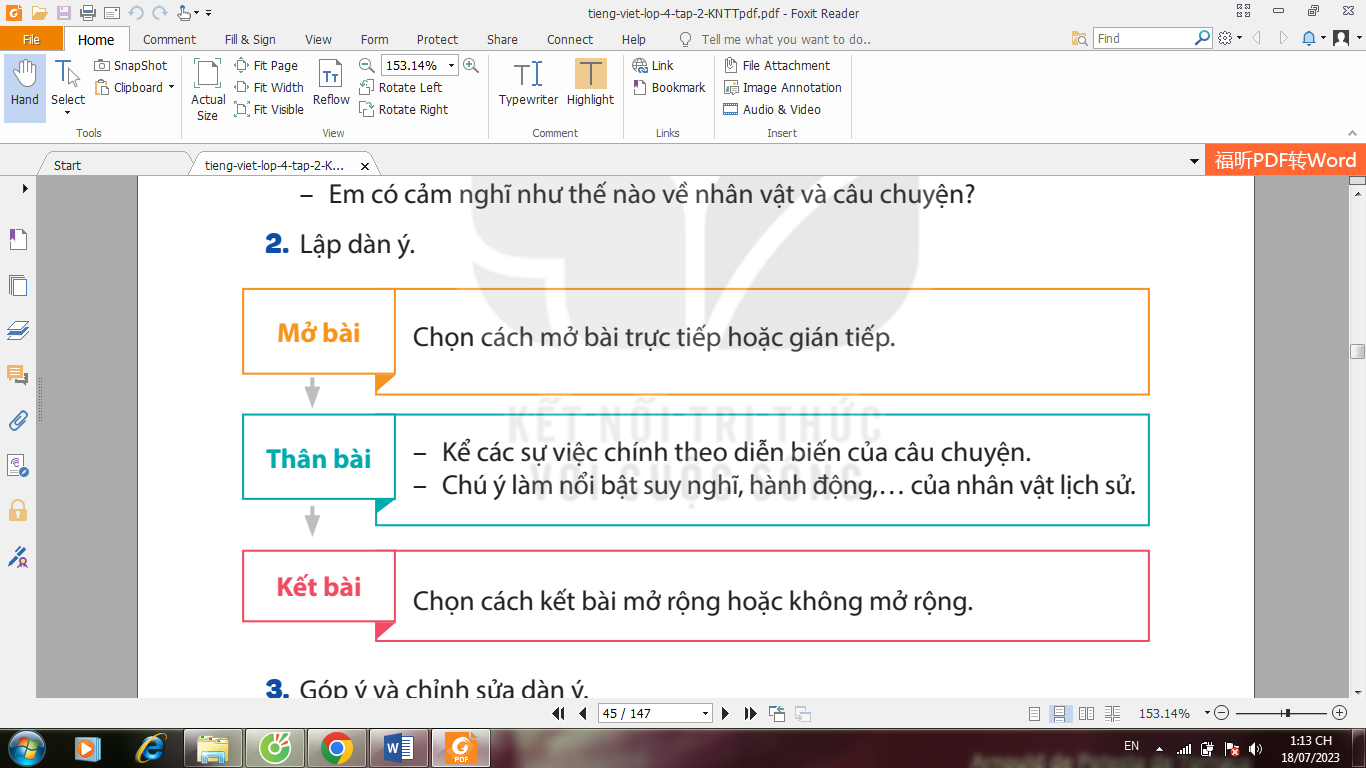 tieng-viet-lop-4-tap-2-KNTTpdf.pdf - Foxit Reader
File Home Comment Fill & Sign View Form Protect Share Connect Help Tell me what you want to do.. Find
Hand
Select
SnapShot
Clipboard
Tools
Actual Size
Fit Page
Fit Width
Fit Visible
Reflow
153.14%
Rotate Left
Rotate Right
View
Typewriter
Highlight
Comment
Link
Bookmark
Links
File Attachment
Image Annotation
Audio & Video
Insert
Start
tieng-viet-lop-4-tap-2-K...
福昕PDF转Word
– Em có cảm nghĩ như thế nào về nhân vật và câu chuyện?
2. Lập dàn ý.
Mở bài
Chọn cách mở bài trực tiếp hoặc gián tiếp.
KẾT NỐI TRI THỨC
VỚI CUỘC SỐNG
Thân bài
– Kể các sự việc chính theo diễn biến của câu chuyện.
– Chú ý làm nổi bật suy nghĩ, hành động,... của nhân vật lịch sử.
Kết bài
Chọn cách kết bài mở rộng hoặc không mở rộng.
3. Góp ý và chỉnh sửa dàn ý.
45 / 147
153.14%
EN
1:13 CH
18/07/2023